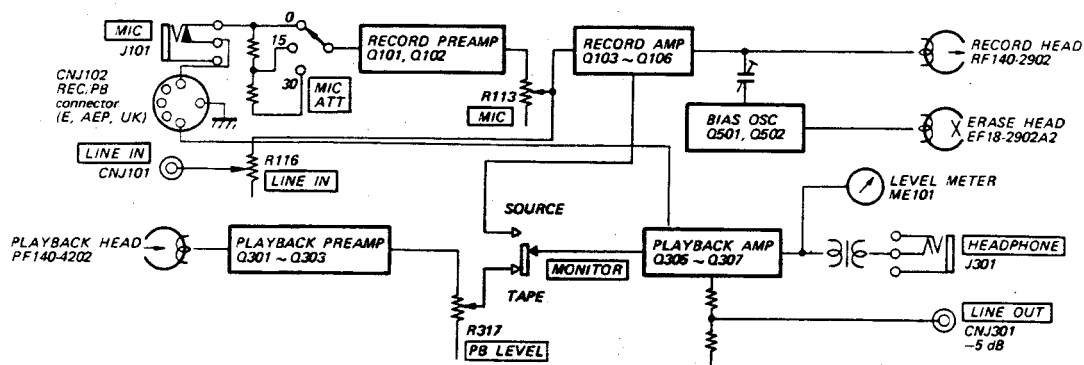 MIC
J101
0
15
30
MIC
ATT
RECORD PREAMP
Q101, Q102
R113
MIC
RECORD AMP
Q103 ~ Q106
RECORD HEAD
RF140-2902
CNJ102
REC, PB
connector
(E, AEP, UK)
BIAS OSC
Q501, Q502
ERASE HEAD
EF18-2902A2
LINE IN
CNJ101
R116
LINE IN
LEVEL METER
ME101
SOURCE
PLAYBACK HEAD
PF140-4202
PLAYBACK PREAMP
Q301 ~ Q303
MONITOR
PLAYBACK AMP
Q305 ~ Q307
HEADPHONE
J301
TAPE
R317
PB LEVEL
LINE OUT
CNJ301
-5 dB